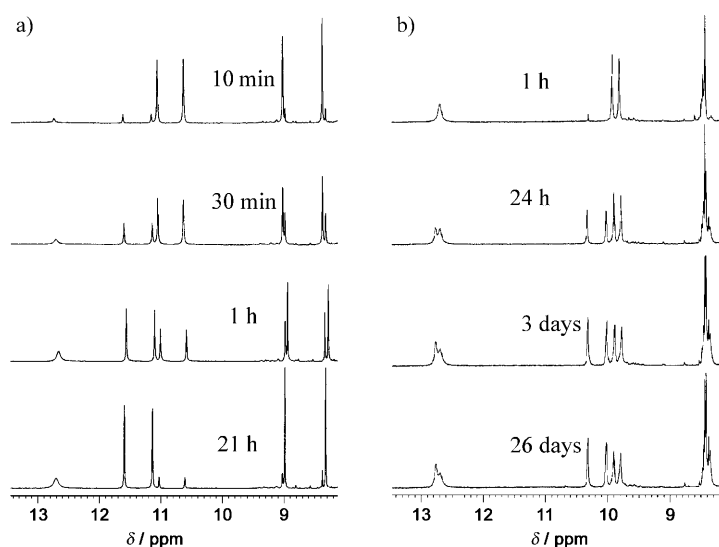 a)
10 min
30 min
1 h
21 h
13 12 11 10 9
δ / ppm
b)
1 h
24 h
3 days
26 days
13 12 11 10 9
δ / ppm